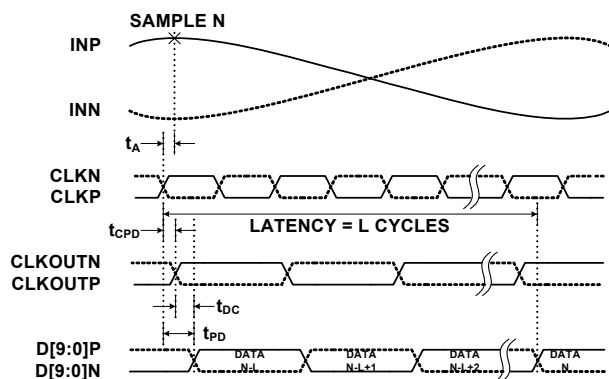 SAMPLE N
INP
INN
tA
CLKN
CLKP
LATENCY = L CYCLES
tCPD
CLKOUTN
CLKOUTP
tDC
tPD
D[9:0]P
D[9:0]N
DATA N-L
DATA N-L+1
DATA N-L+2
DATA N